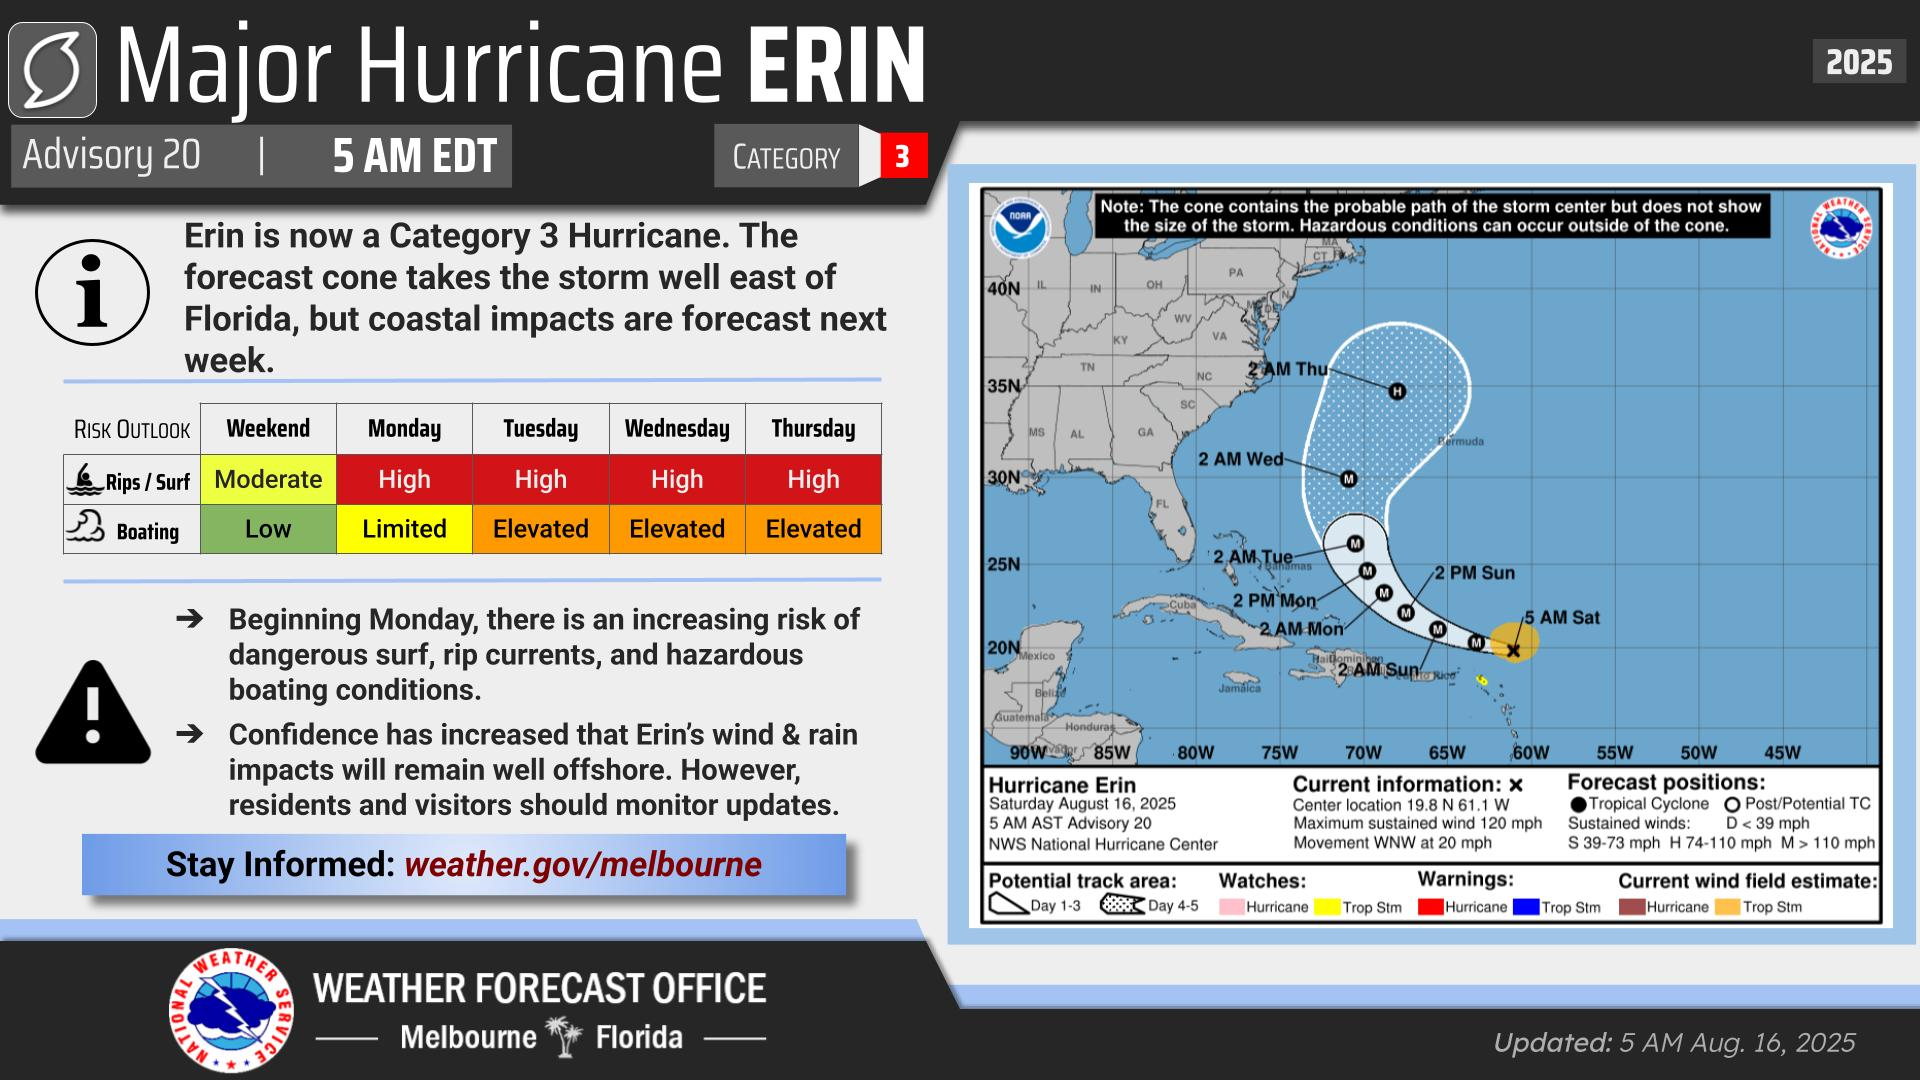 Major Hurricane ERIN
2025
Advisory 20 | 5 AM EDT
CATEGORY 3
Erin is now a Category 3 Hurricane. The
forecast cone takes the storm well east of
Florida, but coastal impacts are forecast next
week.
RISK OUTLOOK Weekend Monday Tuesday Wednesday Thursday
Rips / Surf Moderate High High High High
Boating Low Limited Elevated Elevated Elevated
➔ Beginning Monday, there is an increasing risk of
dangerous surf, rip currents, and hazardous
boating conditions.
➔ Confidence has increased that Erin's wind & rain
impacts will remain well offshore. However,
residents and visitors should monitor updates.
Stay Informed: weather.gov/melbourne
NATIONAL WEATHER SERVICE
WEATHER FORECAST OFFICE
Melbourne Florida
Note: The cone contains the probable path of the storm center but does not show
the size of the storm. Hazardous conditions can occur outside of the cone.
NOAA
NATIONAL WEATHER SERVICE
MA
CT
PA
40N
IL
IN
OH
WV
VA
KY
2 AM Thu
H
TN
NC
35N
SC
MS
AL
GA
Bermuda
2 AM Wed
M
30N
FL
2 AM Tue
M
25N
Bahamas
M
2 PM Sun
2 PM Mon
M
Cuba
M
5 AM Sat
2 AM Mon
M
M
20N
Mexico
2 AM Sun
Jamaica
Belize
Guatemala
Honduras
90W 85W 80W 75W 70W 65W 60W 55W 50W 45W
Hurricane Erin
Saturday August 16, 2025
5 AM AST Advisory 20
NWS National Hurricane Center
Current information: x
Center location 19.8 N 61.1 W
Maximum sustained wind 120 mph
Movement WNW at 20 mph
Forecast positions:
Tropical Cyclone Post/Potential TC
Sustained winds: D < 39 mph
S 39-73 mph H 74-110 mph M > 110 mph
Potential track area:
Day 1-3 Day 4-5
Watches:
Hurricane Trop Stm
Warnings:
Hurricane Trop Stm
Current wind field estimate:
Hurricane Trop Stm
Updated: 5 AM Aug. 16, 2025